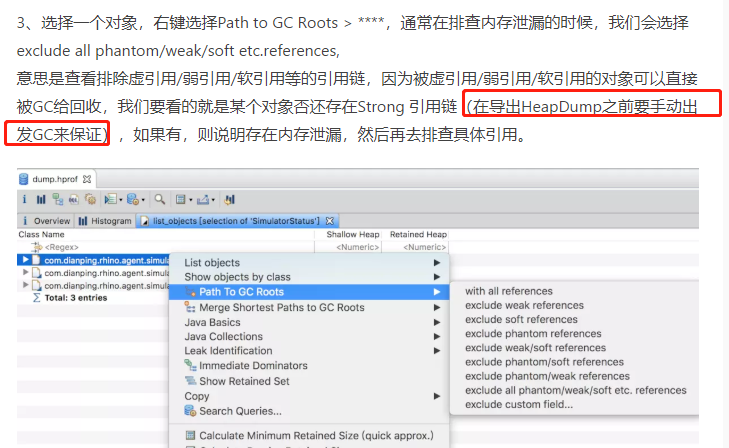 3、选择一个对象，右键选择Path to GC Roots > ****，通常在排查内存泄漏的时候，我们会选择
exclude all phantom/weak/soft etc.references,
意思是查看排除虚引用/弱引用/软引用等的引用链，因为被虚引用/弱引用/软引用的对象可以直接
被GC给回收，我们要看的就是某个对象否还存在Strong 引用链（在导出HeapDump之前要手动出
发GC来保证），如果有，则说明存在内存泄漏，然后再去排查具体引用。
dump.hprof
Overview Histogram list_objects [selection of 'SimulatorStatus']
Class Name Shallow Heap Retained Heap
<Regex> <Numeric> <Numeric>
com.dianping.rhino.agent.simula
com.dianping.rhino.agent.simula
com.dianping.rhino.agent.simula
Total: 3 entries
List objects
Show objects by class
Path To GC Roots
Merge Shortest Paths to GC Roots
Java Basics
Java Collections
Leak Identification
Immediate Dominators
Show Retained Set
Copy
Search Queries...
Calculate Minimum Retained Size (quick approx.)
with all references
exclude weak references
exclude soft references
exclude phantom references
exclude weak/soft references
exclude phantom/soft references
exclude phantom/weak references
exclude all phantom/weak/soft etc. references
exclude custom field...